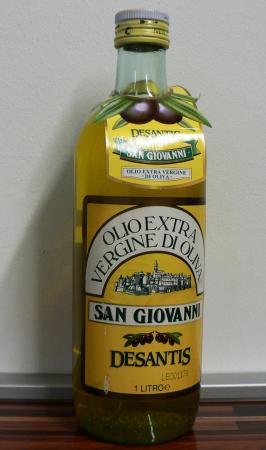 DESANTIS
SAN GIOVANNI
OLIO EXTRA VERGINE
DI OLIVA
OLIO EXTRA
VERGINE DI OLIVA
SAN GIOVANNI
DESANTIS
1 LITRO e